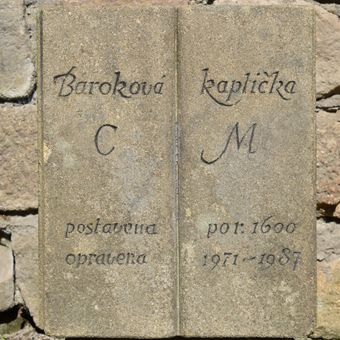 Baroková kaplička
C M
postavena po r. 1600
opravena 1971-1987